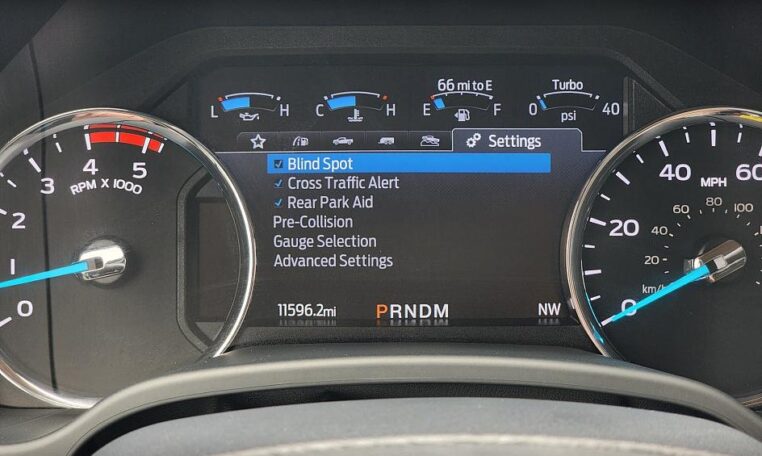 66 mi to E
Turbo
L H
C H
E F
0 40
psi
Settings
Blind Spot
Cross Traffic Alert
Rear Park Aid
Pre-Collision
Gauge Selection
Advanced Settings
11596.2mi
PRNDM
NW
0
1
2
3
4
5
RPM X 1000
0
20
40
60
MPH
20
40
60
80
100
km/h